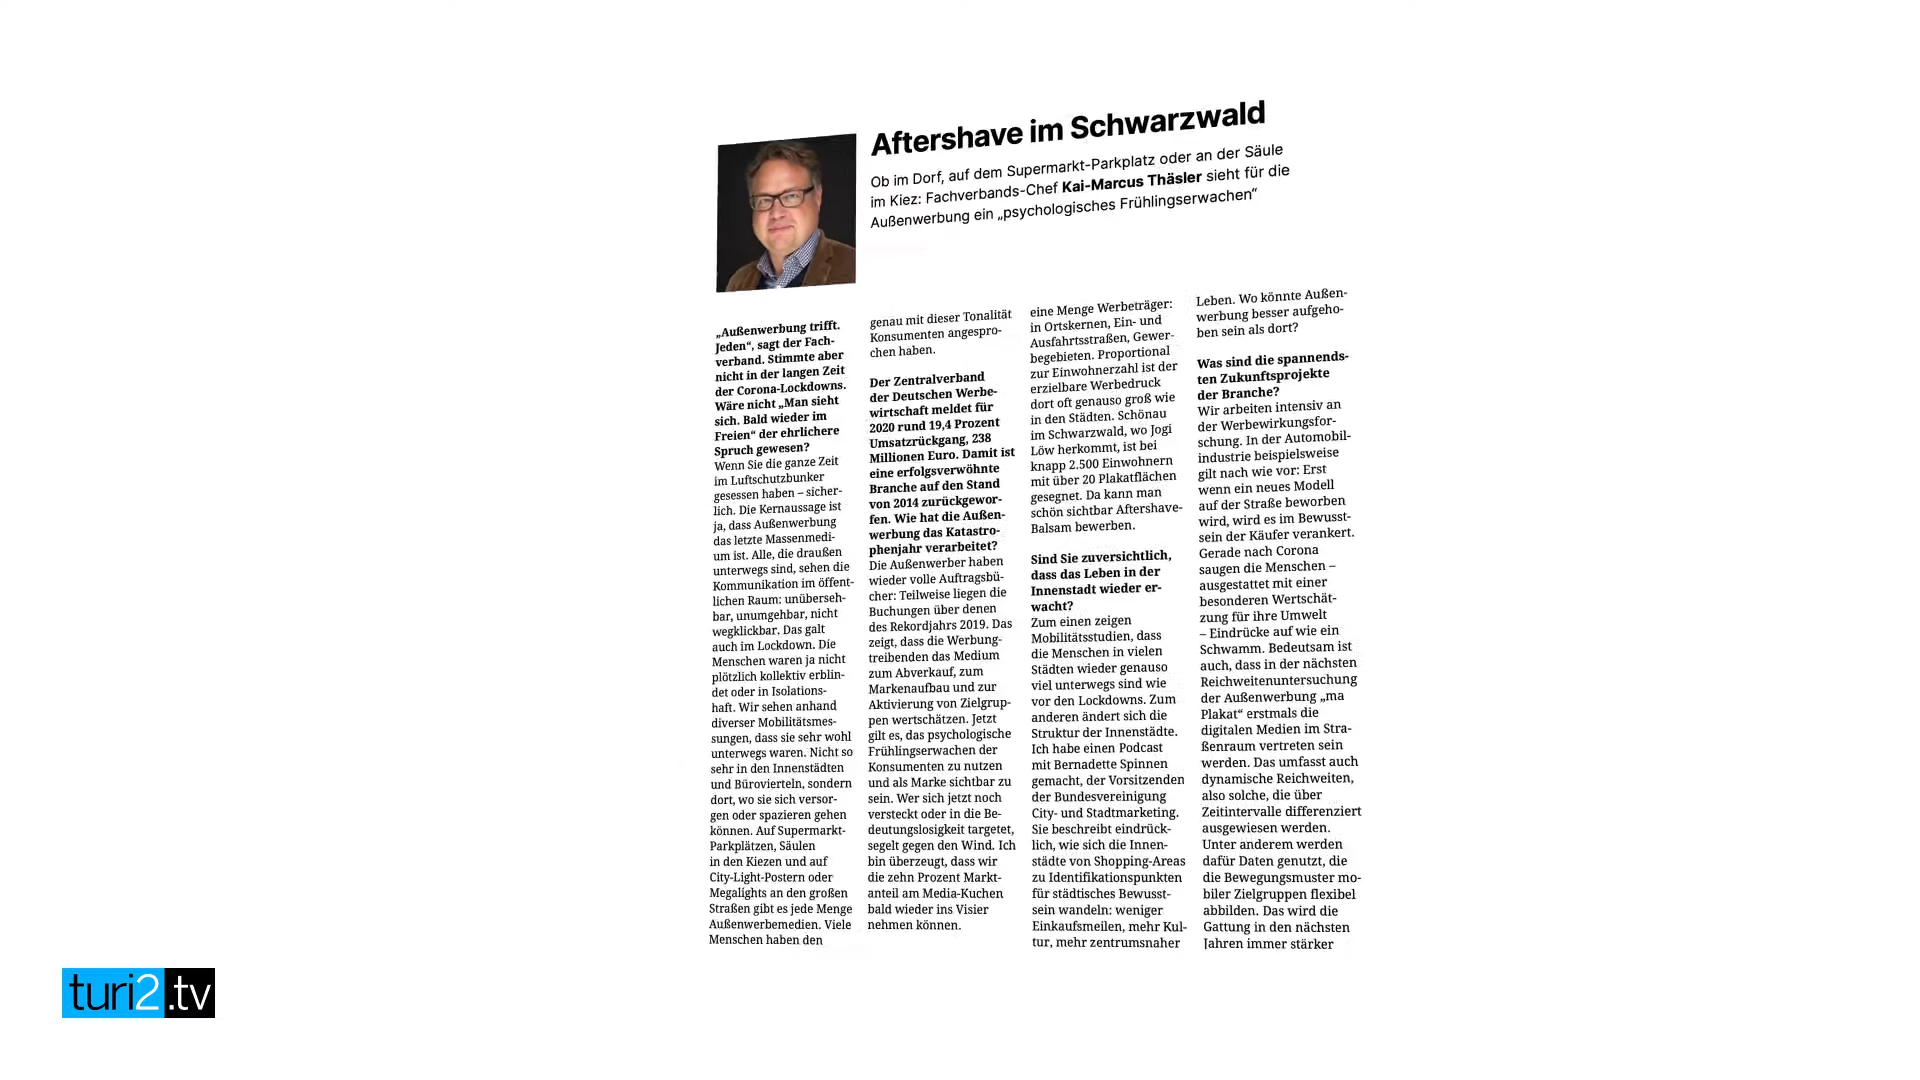 Aftershave im Schwarzwald
Ob im Dorf, auf dem Supermarkt-Parkplatz oder an der Säule
im Kiez: Fachverbands-Chef Kai-Marcus Thäsler sieht für die
Außenwerbung ein „psychologisches Frühlingserwachen“
„Außenwerbung trifft.
Jeden“, sagt der Fach-
verband. Stimmte aber
nicht in der langen Zeit
der Corona-Lockdowns.
Wäre nicht „Man sieht
sich. Bald wieder im
Freien“ der ehrlichere
Spruch gewesen?
Wenn Sie die ganze Zeit
im Luftschutzbunker
gesessen haben – sicher-
lich. Die Kernaussage ist
ja, dass Außenwerbung
das letzte Massenmedi-
um ist. Alle, die draußen
unterwegs sind, sehen die
Kommunikation im öffent-
lichen Raum: unüberseh-
bar, unumgehbar, nicht
wegklickbar. Das galt
auch im Lockdown. Die
Menschen waren ja nicht
plötzlich kollektiv erblin-
det oder in Isolations-
haft. Wir sehen anhand
diverser Mobilitätsmes-
sungen, dass sie sehr wohl
unterwegs waren. Nicht so
sehr in den Innenstädten
und Bürovierteln, sondern
dort, wo sie sich versor-
gen oder spazieren gehen
können. Auf Supermarkt-
Parkplätzen, Säulen
in den Kiezen und auf
City-Light-Postern oder
Megalights an den großen
Straßen gibt es jede Menge
Außenwerbemedien. Viele
Menschen haben den
genau mit dieser Tonalität
Konsumenten angespro-
chen haben.
Der Zentralverband
der Deutschen Werbe-
wirtschaft meldet für
2020 rund 19,4 Prozent
Umsatzrückgang, 238
Millionen Euro. Damit ist
eine erfolgsverwöhnte
Branche auf den Stand
von 2014 zurückgewor-
fen. Wie hat die Außen-
werbung das Katastro-
phenjahr verarbeitet?
Die Außenwerber haben
wieder volle Auftragsbü-
cher: Teilweise liegen die
Buchungen über denen
des Rekordjahrs 2019. Das
zeigt, dass die Werbung-
treibenden das Medium
zum Abverkauf, zum
Markenaufbau und zur
Aktivierung von Zielgrup-
pen wertschätzen. Jetzt
gilt es, das psychologische
Frühlingserwachen der
Konsumenten zu nutzen
und als Marke sichtbar zu
sein. Wer sich jetzt noch
versteckt oder in die Be-
deutungslosigkeit targetet,
segelt gegen den Wind. Ich
bin überzeugt, dass wir
die zehn Prozent Markt-
anteil am Media-Kuchen
bald wieder ins Visier
nehmen können.
eine Menge Werbeträger:
in Ortskernen, Ein- und
Ausfahrtsstraßen, Gewer-
begebieten. Proportional
zur Einwohnerzahl ist der
erzielbare Werbedruck
dort oft genauso groß wie
in den Städten. Schönau
im Schwarzwald, wo Jogi
Löw herkommt, ist bei
knapp 2.500 Einwohnern
mit über 20 Plakatflächen
gesegnet. Da kann man
schön sichtbar Aftershave-
Balsam bewerben.
Sind Sie zuversichtlich,
dass das Leben in der
Innenstadt wieder er-
wacht?
Zum einen zeigen
Mobilitätsstudien, dass
die Menschen in vielen
Städten wieder genauso
viel unterwegs sind wie
vor den Lockdowns. Zum
anderen ändert sich die
Struktur der Innenstädte.
Ich habe einen Podcast
mit Bernadette Spinnen
gemacht, der Vorsitzenden
der Bundesvereinigung
City- und Stadtmarketing.
Sie beschreibt eindrück-
lich, wie sich die Innen-
städte von Shopping-Areas
zu Identifikationspunkten
für städtisches Bewusst-
sein wandeln: weniger
Einkaufsmeilen, mehr Kul-
tur, mehr zentrumsnaher
Leben. Wo könnte Außen-
werbung besser aufgeho-
ben sein als dort?
Was sind die spannends-
ten Zukunftsprojekte
der Branche?
Wir arbeiten intensiv an
der Werbewirkungsfor-
schung. In der Automobil-
industrie beispielsweise
gilt nach wie vor: Erst
wenn ein neues Modell
auf der Straße beworben
wird, wird es im Bewusst-
sein der Käufer verankert.
Gerade nach Corona
saugen die Menschen –
ausgestattet mit einer
besonderen Wertschät-
zung für ihre Umwelt
– Eindrücke auf wie ein
Schwamm. Bedeutsam ist
auch, dass in der nächsten
Reichweitenuntersuchung
der Außenwerbung „ma
Plakat“ erstmals die
digitalen Medien im Stra-
ßenraum vertreten sein
werden. Das umfasst auch
dynamische Reichweiten,
also solche, die über
Zeitintervalle differenziert
ausgewiesen werden.
Unter anderem werden
dafür Daten genutzt, die
die Bewegungsmuster mo-
biler Zielgruppen flexibel
abbilden. Das wird die
Gattung in den nächsten
Jahren immer stärker
turi2.tv